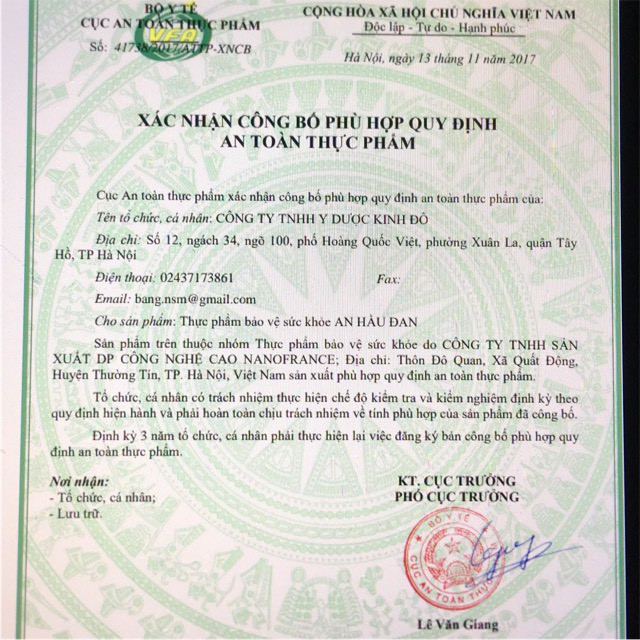 BỘ Y TẾ
CỤC AN TOÀN THỰC PHẨM
VFA
Số: 41738/2017/ATTP-XNCB
CỘNG HÒA XÃ HỘI CHỦ NGHĨA VIỆT NAM
Độc lập - Tự do - Hạnh phúc
Hà Nội, ngày 13 tháng 11 năm 2017
XÁC NHẬN CÔNG BỐ PHÙ HỢP QUY ĐỊNH
AN TOÀN THỰC PHẨM
Cục An toàn thực phẩm xác nhận công bố phù hợp quy định an toàn thực phẩm của:
Tên tổ chức, cá nhân: CÔNG TY TNHH Y DƯỢC KINH ĐÔ
Địa chỉ: Số 12, ngách 34, ngõ 100, phố Hoàng Quốc Việt, phường Xuân La, quận Tây
Hồ, TP Hà Nội
Điện thoại: 02437173861 Fax:
Email: bang.nsm@gmail.com
Cho sản phẩm: Thực phẩm bảo vệ sức khỏe AN HÀU ĐAN
Sản phẩm trên thuộc nhóm Thực phẩm bảo vệ sức khỏe do CÔNG TY TNHH SẢN
XUẤT DP CÔNG NGHỆ CAO NANOFRANCE; Địa chỉ: Thôn Đô Quan, Xã Quất Động,
Huyện Thường Tín, TP. Hà Nội, Việt Nam sản xuất phù hợp quy định an toàn thực phẩm.
Tổ chức, cá nhân có trách nhiệm thực hiện chế độ kiểm tra và kiểm nghiệm định kỳ theo
quy định hiện hành và phải hoàn toàn chịu trách nhiệm về tính phù hợp của sản phẩm đã công bố.
Định kỳ 3 năm tổ chức, cá nhân phải thực hiện lại việc đăng ký bản công bố phù hợp quy
định an toàn thực phẩm.
Nơi nhận:
- Tổ chức, cá nhân;
- Lưu trữ.
KT. CỤC TRƯỞNG
PHÓ CỤC TRƯỞNG
BỘ Y TẾ
CỤC AN TOÀN THỰC
Lê Văn Giang